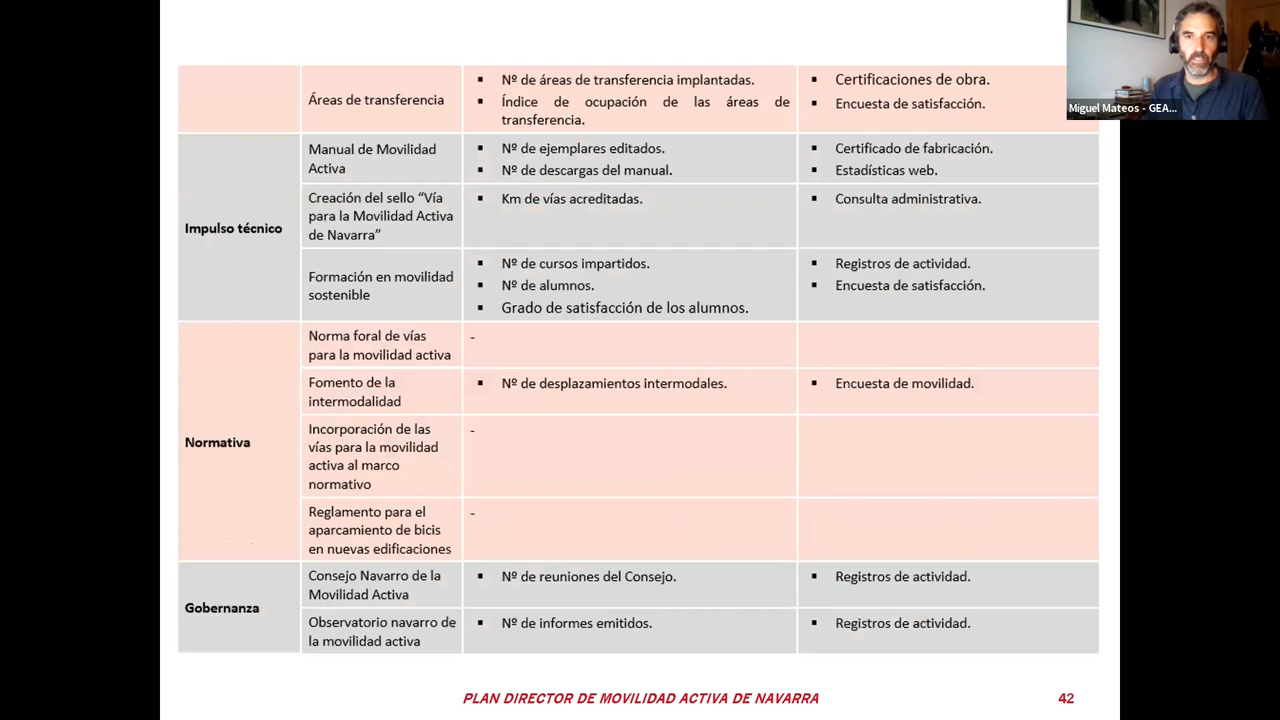 Áreas de transferencia
▪ Nº de áreas de transferencia implantadas.
▪ Índice de ocupación de las áreas de
transferencia.
▪ Certificaciones de obra.
▪ Encuesta de satisfacción.
Miguel Mateos - GEA...
Impulso técnico
Manual de Movilidad
Activa
▪ Nº de ejemplares editados.
▪ Nº de descargas del manual.
▪ Certificado de fabricación.
▪ Estadísticas web.
Creación del sello “Vía
para la Movilidad Activa
de Navarra”
▪ Km de vías acreditadas.
▪ Consulta administrativa.
Formación en movilidad
sostenible
▪ Nº de cursos impartidos.
▪ Nº de alumnos.
▪ Grado de satisfacción de los alumnos.
▪ Registros de actividad.
▪ Encuesta de satisfacción.
Normativa
Norma foral de vías
para la movilidad activa
-
Fomento de la
intermodalidad
▪ Nº de desplazamientos intermodales.
▪ Encuesta de movilidad.
Incorporación de las
vías para la movilidad
activa al marco
normativo
-
Reglamento para el
aparcamiento de bicis
en nuevas edificaciones
-
Gobernanza
Consejo Navarro de la
Movilidad Activa
▪ Nº de reuniones del Consejo.
▪ Registros de actividad.
Observatorio navarro de
la movilidad activa
▪ Nº de informes emitidos.
▪ Registros de actividad.
PLAN DIRECTOR DE MOVILIDAD ACTIVA DE NAVARRA
42